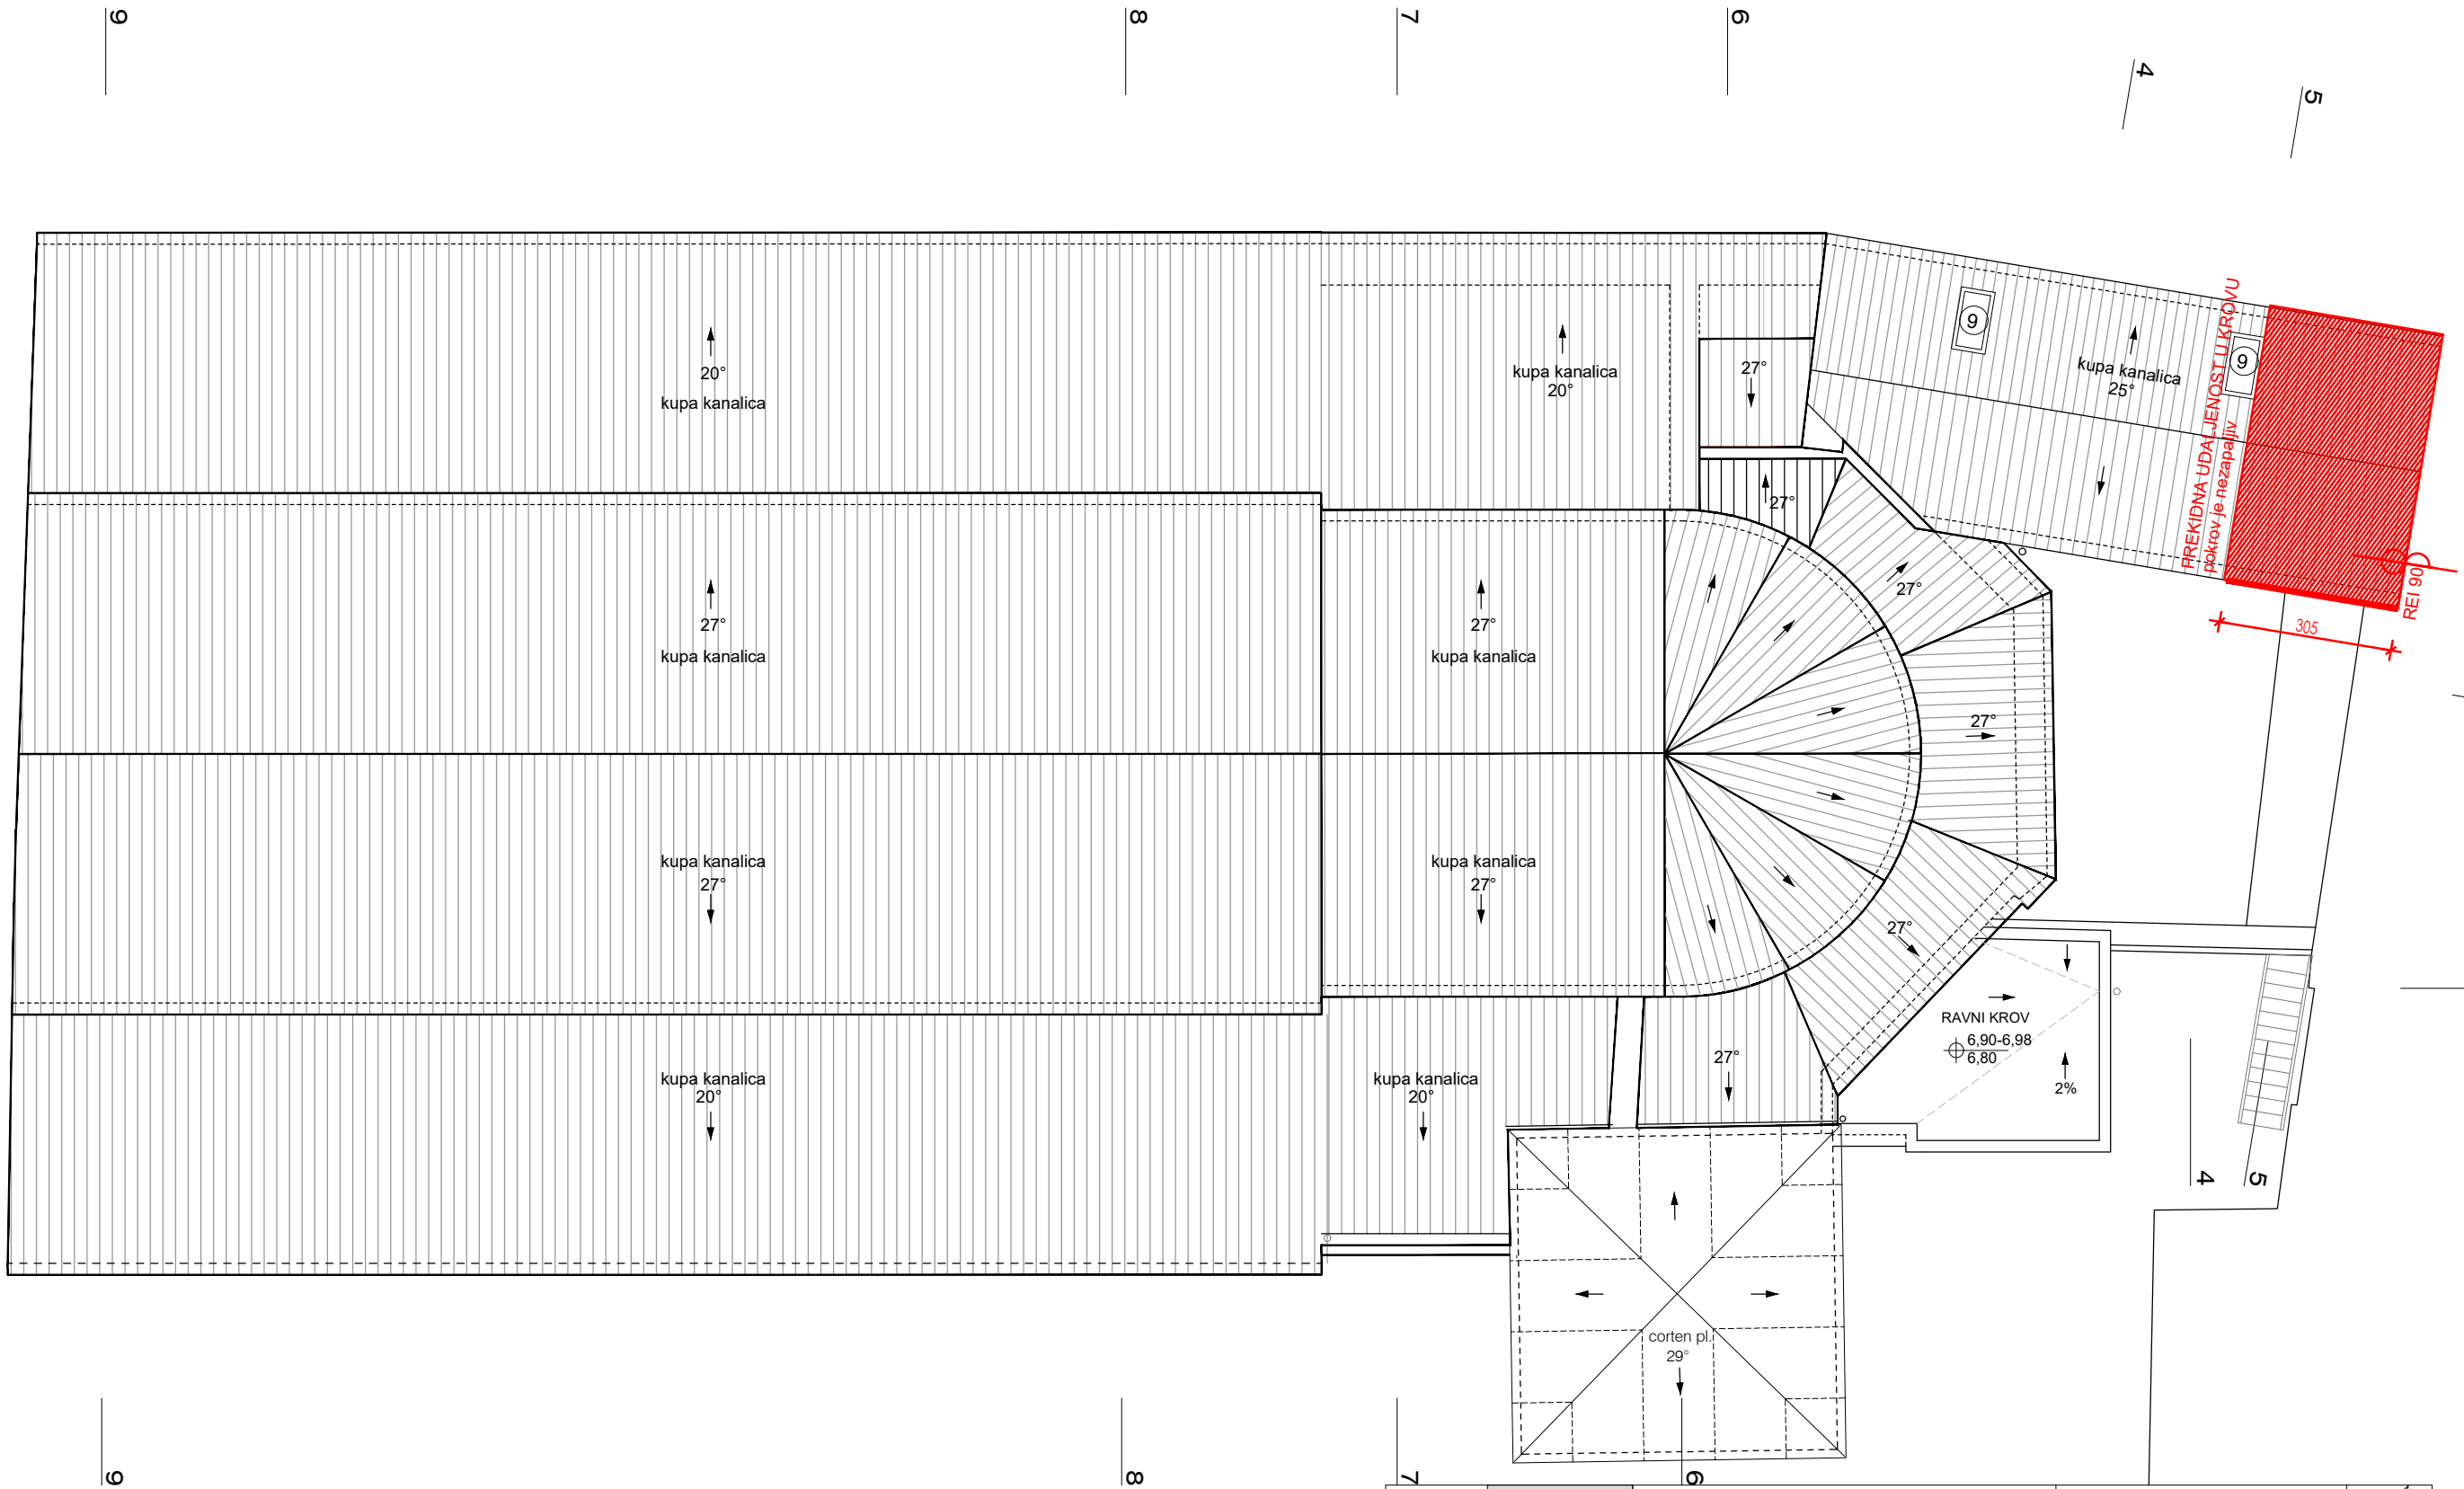 9
8
7
6
4
5
20°
kupa kanalica
kupa kanalica
20°
27°
9
kupa kanalica
25°
9
PREKIDNA UDALJENOST U KROVU
pokrov je nezapaljiv
REI 90
305
27°
27°
kupa kanalica
27°
kupa kanalica
27°
27°
kupa kanalica
27°
kupa kanalica
27°
27°
RAVNI KROV
6,90-6,98
6,80
2%
kupa kanalica
20°
kupa kanalica
20°
27°
4
5
corten pl.
29°
9
8
7
6